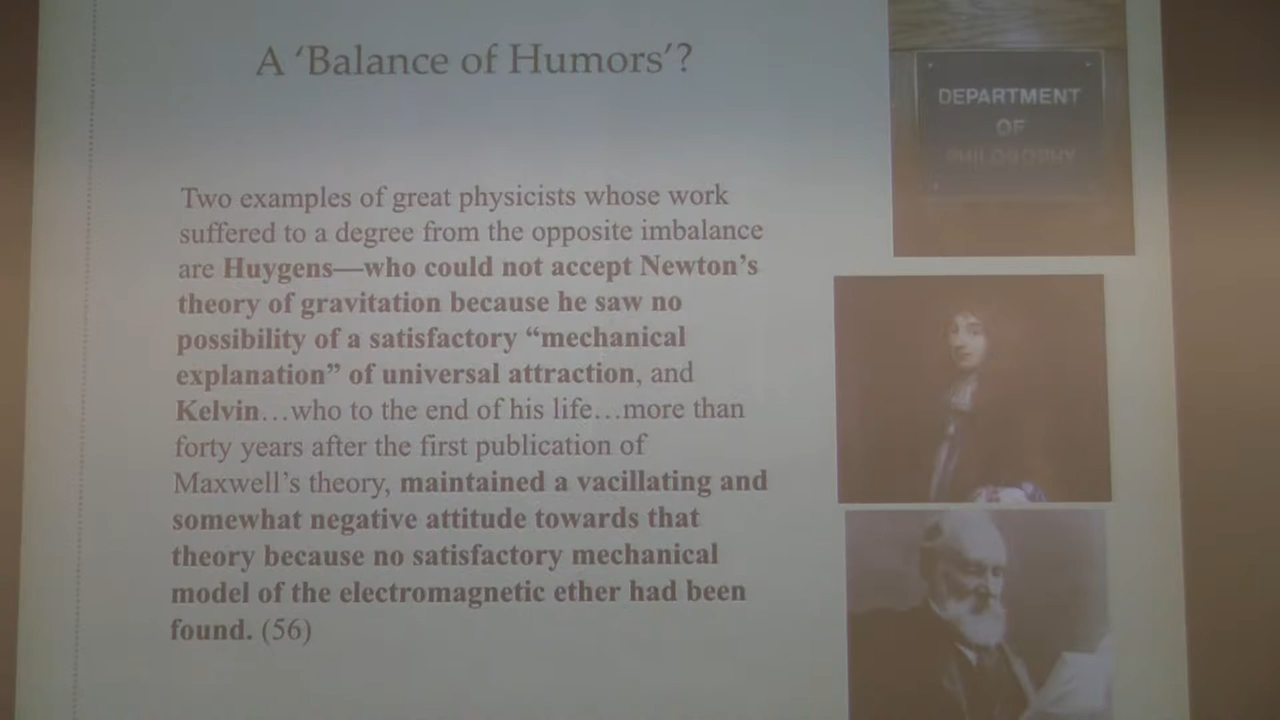 A ‘Balance of Humors’?
DEPARTMENT
OF
PHILOSOPHY
Two examples of great physicists whose work
suffered to a degree from the opposite imbalance
are Huygens—who could not accept Newton’s
theory of gravitation because he saw no
possibility of a satisfactory “mechanical
explanation” of universal attraction, and
Kelvin…who to the end of his life…more than
forty years after the first publication of
Maxwell’s theory, maintained a vacillating and
somewhat negative attitude towards that
theory because no satisfactory mechanical
model of the electromagnetic ether had been
found. (56)